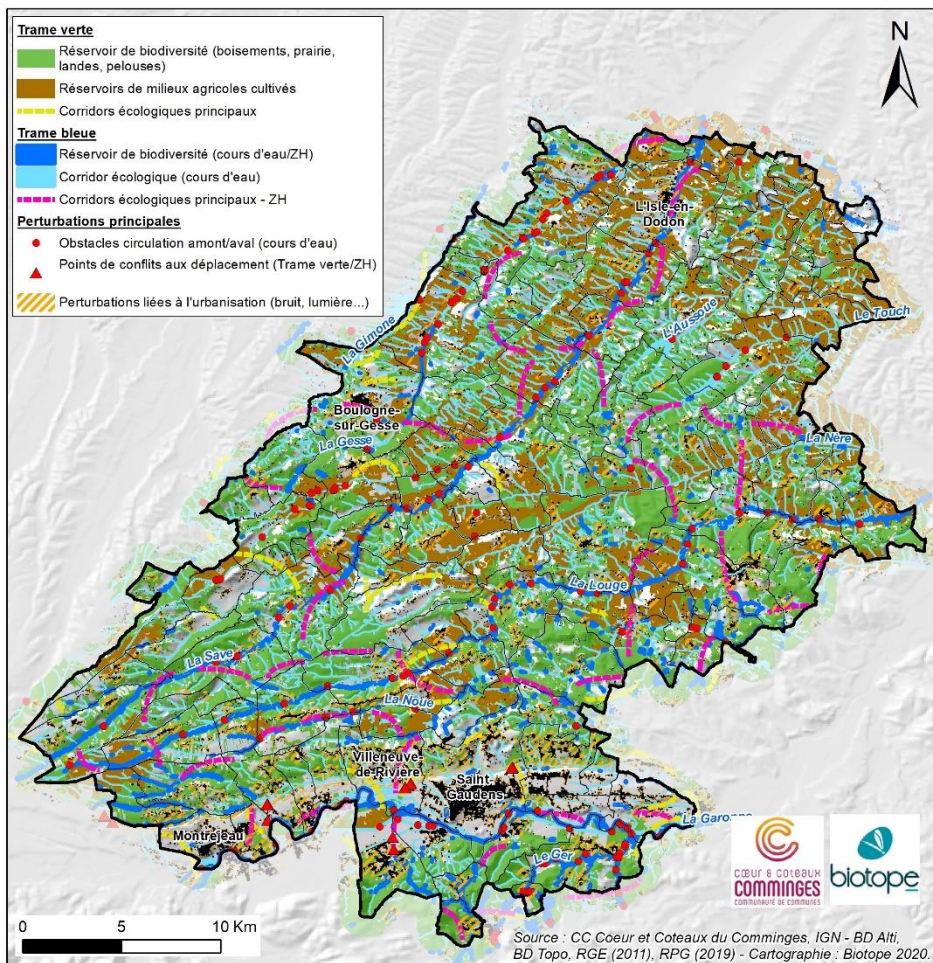 Trame verte
Réservoir de biodiversité (boisements, prairie,
landes, pelouses)
Réservoirs de milieux agricoles cultivés
Corridors écologiques principaux
Trame bleue
Réservoir de biodiversité (cours d'eau/ZH)
Corridor écologique (cours d'eau)
Corridors écologiques principaux - ZH
Perturbations principales
Obstacles circulation amont/aval (cours d'eau)
Points de conflits aux déplacement (Trame verte/ZH)
Perturbations liées à l'urbanisation (bruit, lumière...)
N
L'Isle-en-
Dodon
La Gimone
L'Aussoue
Le Touch
Boulogne-
sur-Gesse
La Gesse
La Nère
La Louge
La Save
La Noue
Villeneuve-
de-Rivière
Saint-
Gaudens
La Garonne
Montrejeau
Le Ger
CŒUR & COTEAUX
COMMINGES
COMMUNAUTÉ DE COMMUNES
biotope
0 5 10 Km
Source : CC Coeur et Coteaux du Comminges, IGN - BD Alti,
BD Topo, RGE (2011), RPG (2019) - Cartographie : Biotope 2020.